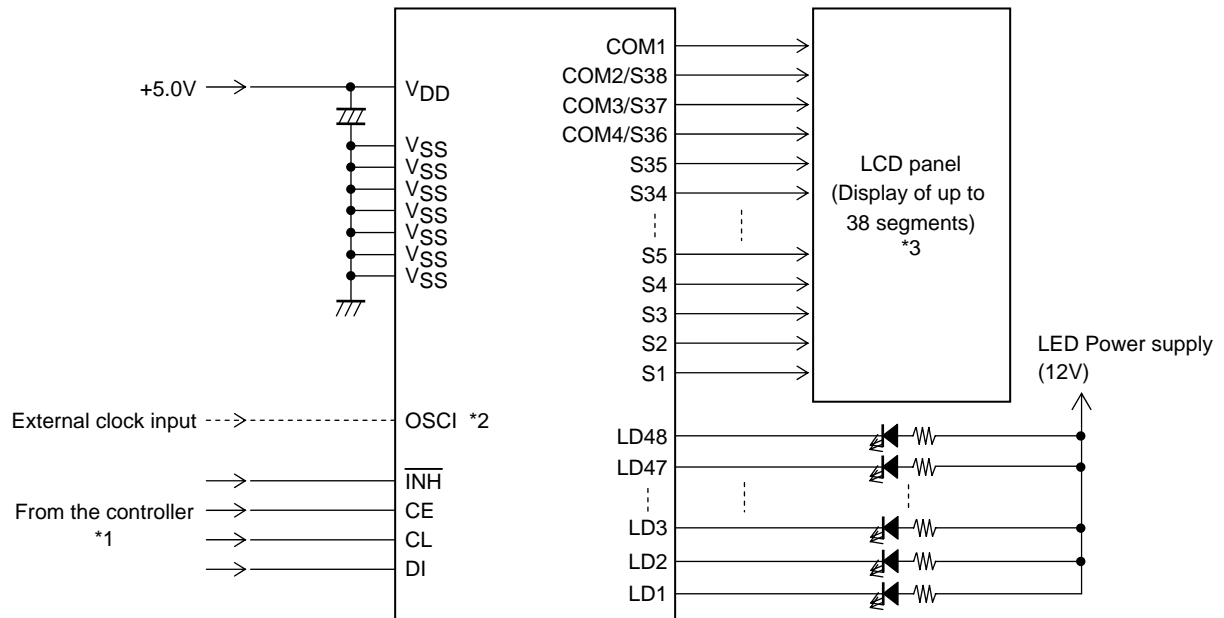 +5.0V
VDD
VSS
VSS
VSS
VSS
VSS
VSS
VSS
External clock input
OSCI *2
INH
From the controller
*1
CE
CL
DI
COM1
COM2/S38
COM3/S37
COM4/S36
S35
S34
S5
S4
S3
S2
S1
LCD panel
(Display of up to
38 segments)
*3
LED Power supply
(12V)
LD48
LD47
LD3
LD2
LD1